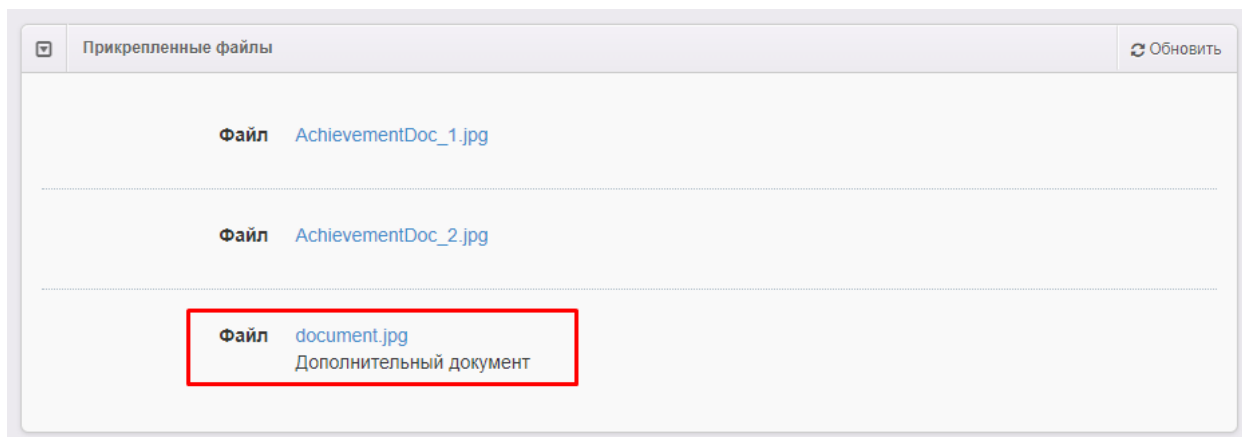 Прикрепленные файлы
Обновить
Файл AchievementDoc_1.jpg
Файл AchievementDoc_2.jpg
Файл document.jpg
Дополнительный документ